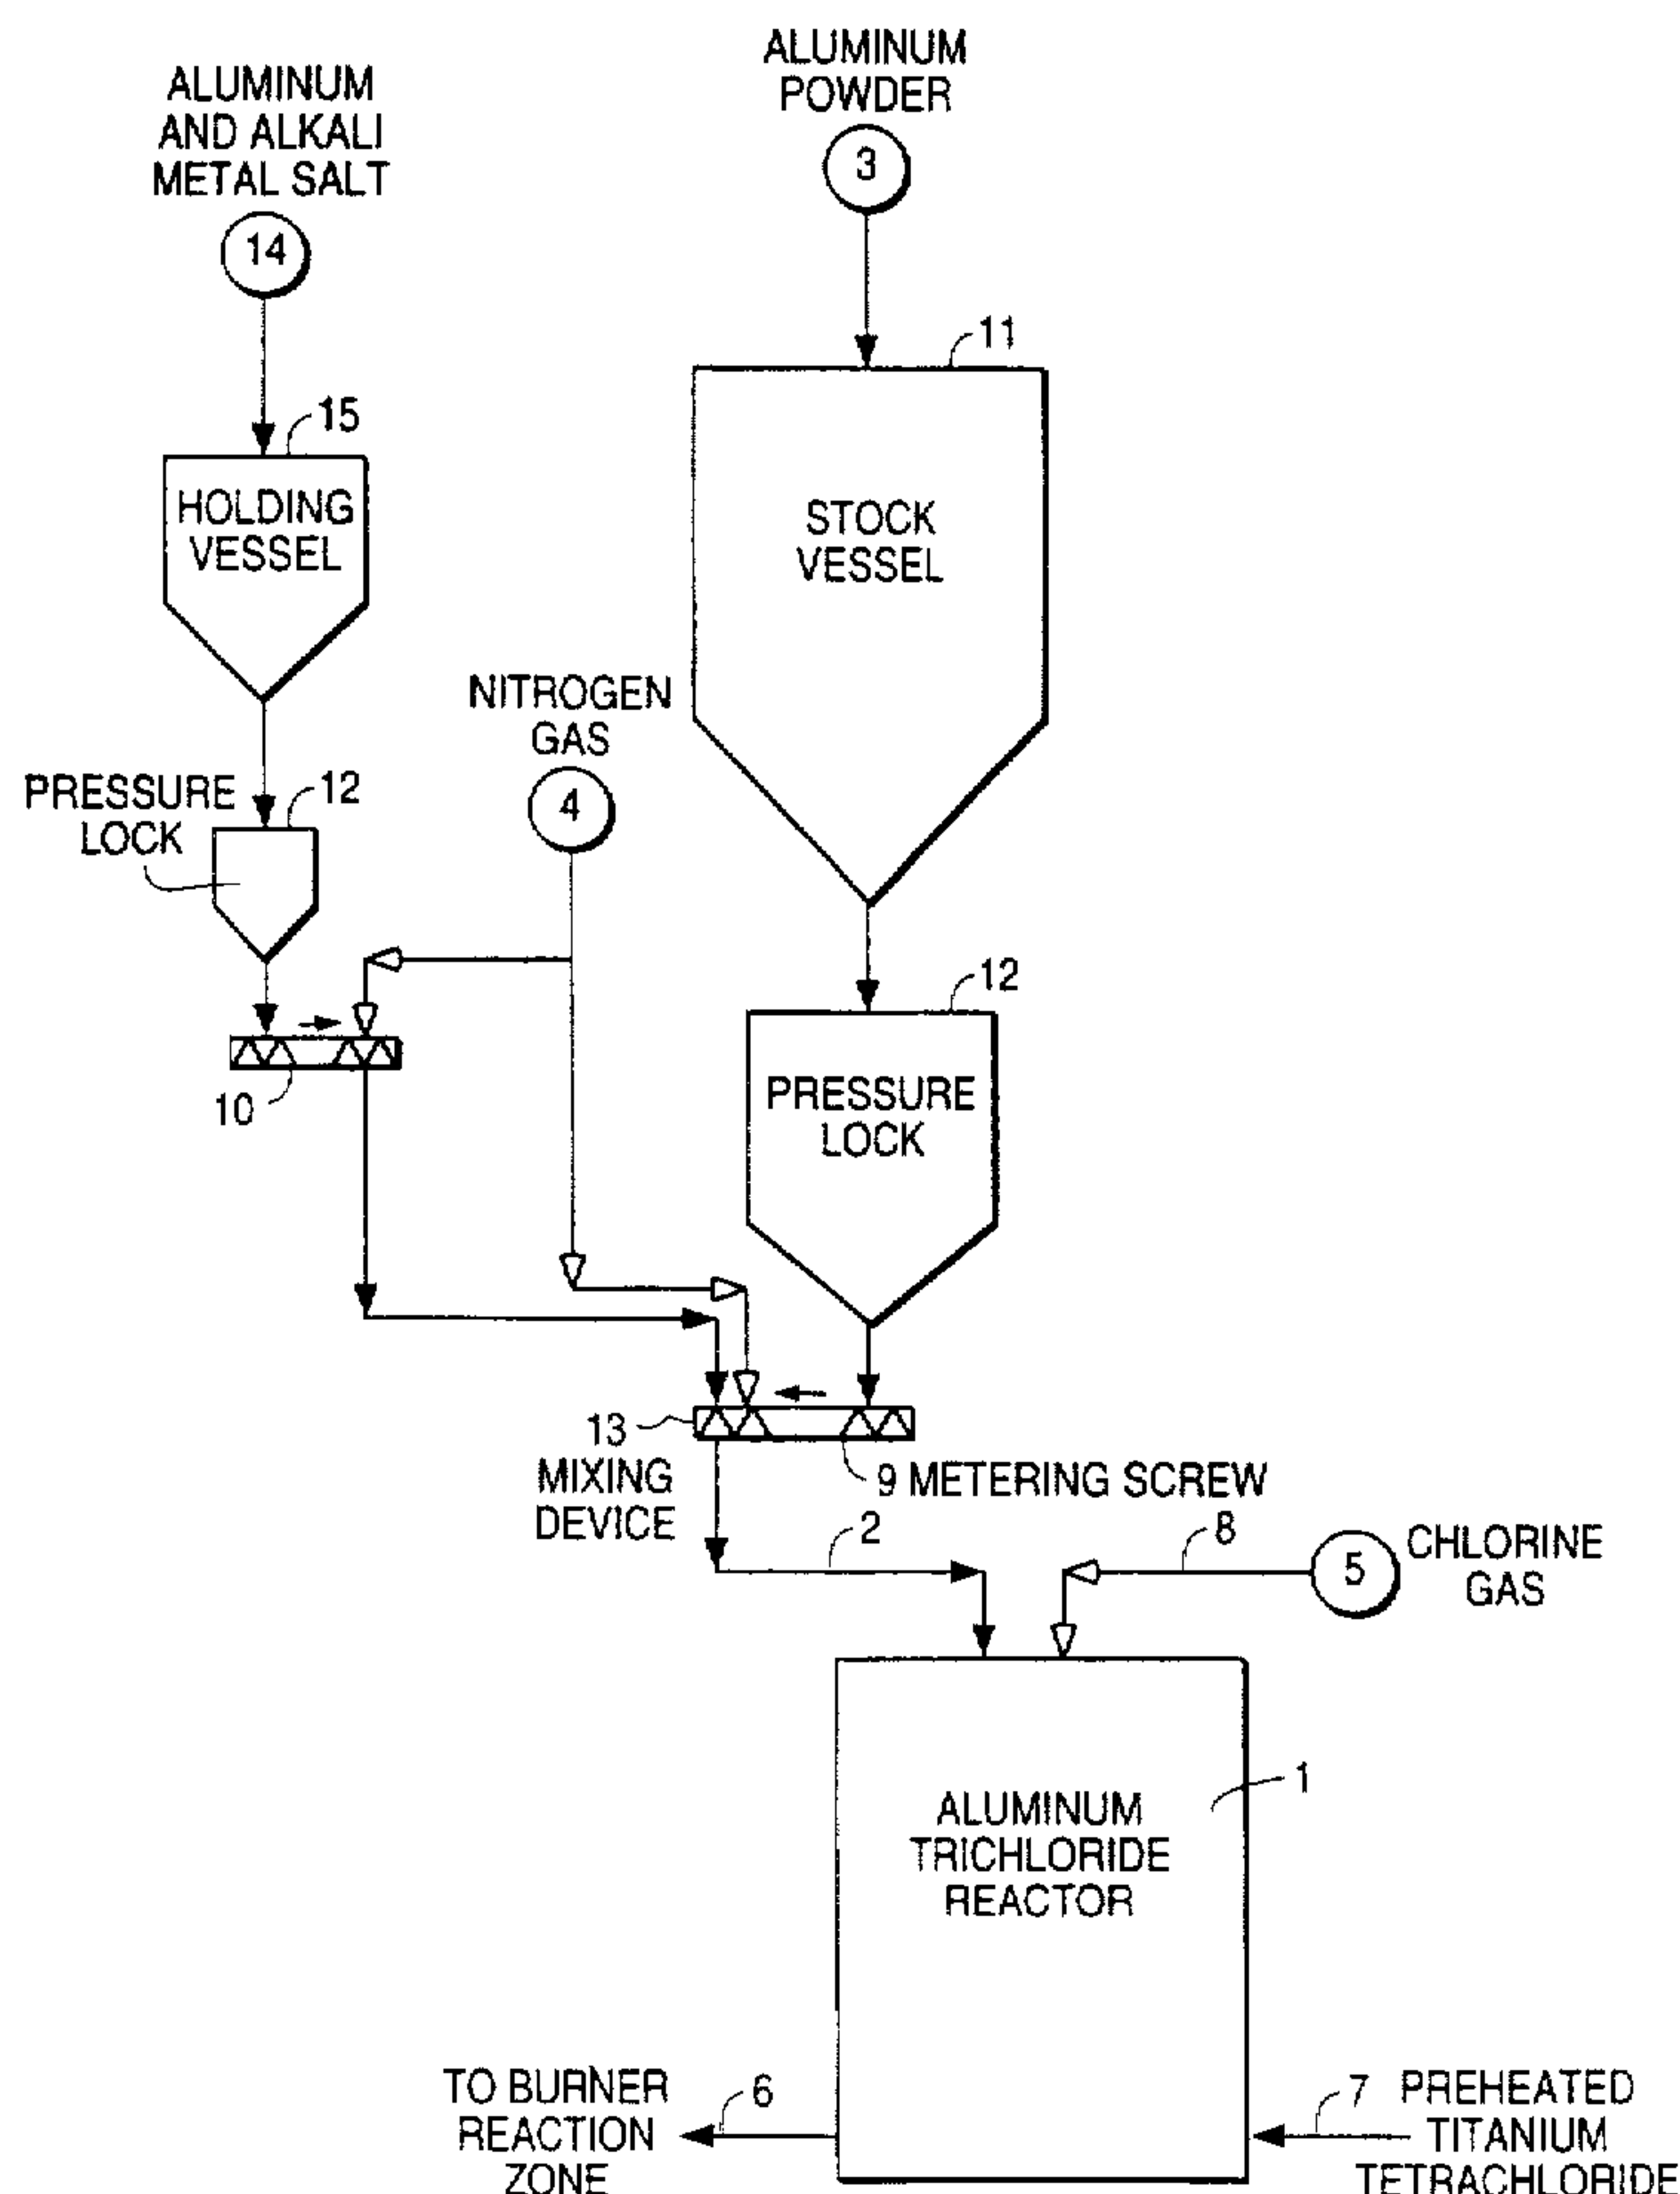 ALUMINUM
POWDER
3
ALUMINUM
AND ALKALI
METAL SALT
14
11
15
HOLDING
VESSEL
STOCK
VESSEL
NITROGEN
GAS
4
PRESSURE
LOCK
12
12
10
PRESSURE
LOCK
13
MIXING
DEVICE
9 METERING SCREW
2
8
5
CHLORINE
GAS
1
ALUMINUM
TRICHLORIDE
REACTOR
TO BURNER
REACTION
ZONE
6
7
PREHEATED
TITANIUM
TETRACHLORIDE